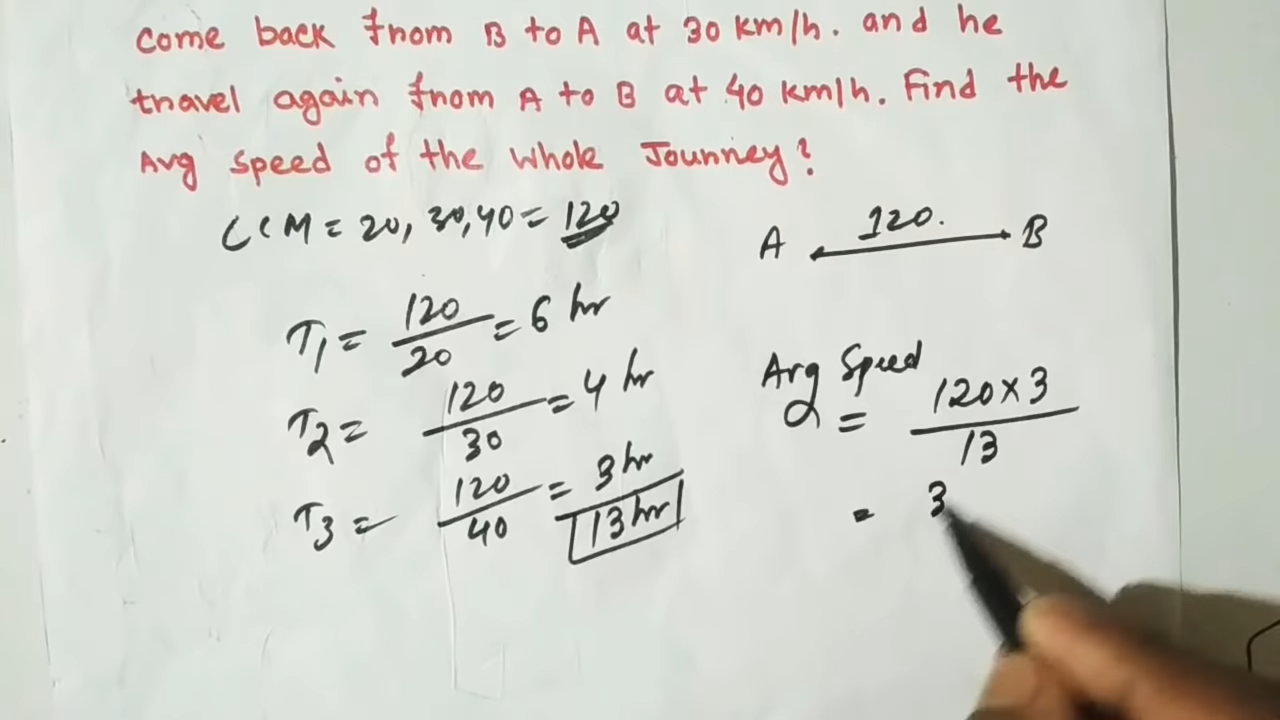 come back from B to A at 30 km/h. and he
travel again from A to B at 40 km/h. Find the
Avg speed of the whole Journey?
LCM = 20, 30, 40 = 120
A 120. B
T1 = 120/20 = 6 hr
T2 = 120/30 = 4 hr
T3 = 120/40 = 3 hr
13 hr
Avg Speed
= 120 x 3 / 13
= 3